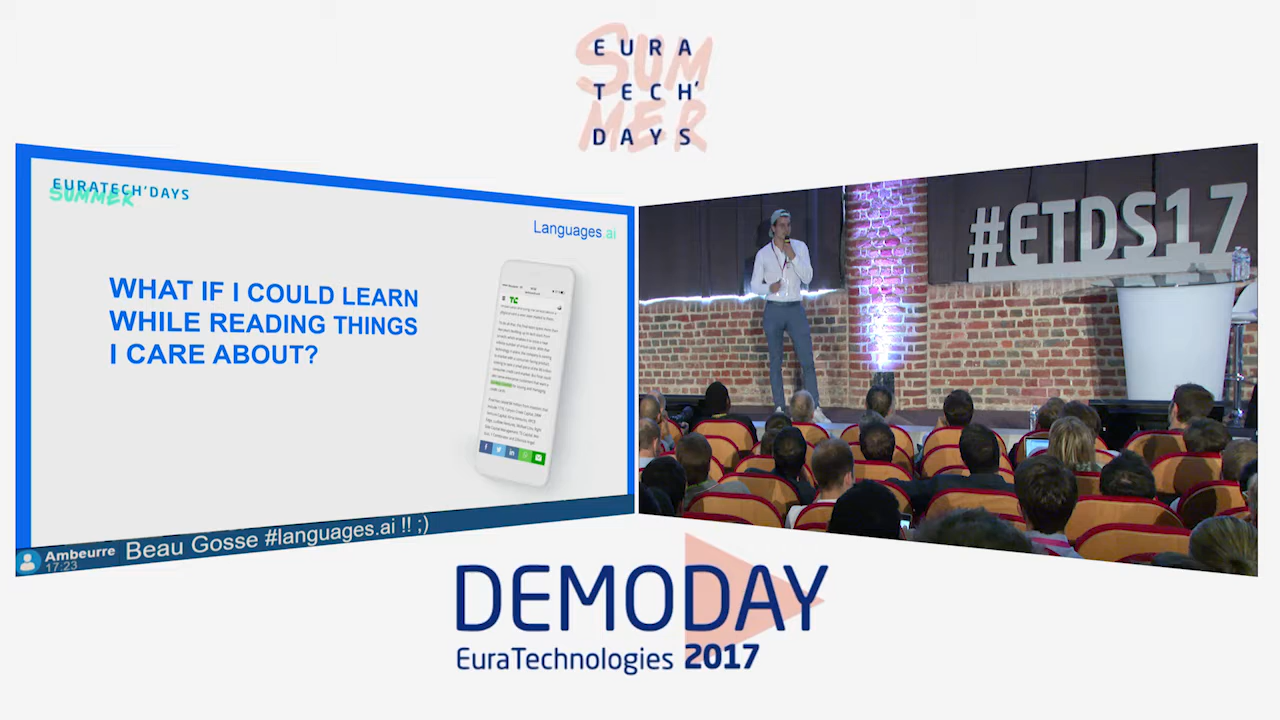 EURA
TECH'
DAYS
SUM
MER
EURATECH'DAYS
SUMMER
Languages.ai
WHAT IF I COULD LEARN
WHILE READING THINGS
I CARE ABOUT?
TC
Ambeurre
17:23
Beau Gosse #languages.ai !! ;)
#ETDS17
DEMODAY
EuraTechnologies 2017